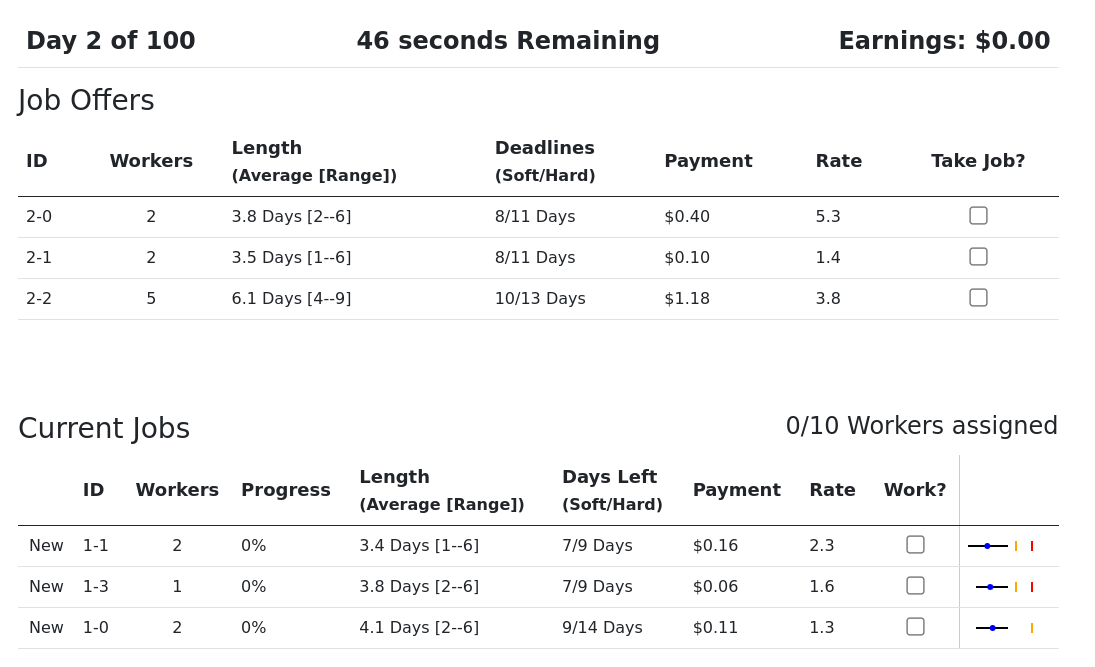 Day 2 of 100 46 seconds Remaining Earnings: $0.00
Job Offers
ID Workers Length (Average [Range]) Deadlines (Soft/Hard) Payment Rate Take Job?
2-0 2 3.8 Days [2--6] 8/11 Days $0.40 5.3
2-1 2 3.5 Days [1--6] 8/11 Days $0.10 1.4
2-2 5 6.1 Days [4--9] 10/13 Days $1.18 3.8
Current Jobs 0/10 Workers assigned
ID Workers Progress Length (Average [Range]) Days Left (Soft/Hard) Payment Rate Work?
New 1-1 2 0% 3.4 Days [1--6] 7/9 Days $0.16 2.3
New 1-3 1 0% 3.8 Days [2--6] 7/9 Days $0.06 1.6
New 1-0 2 0% 4.1 Days [2--6] 9/14 Days $0.11 1.3